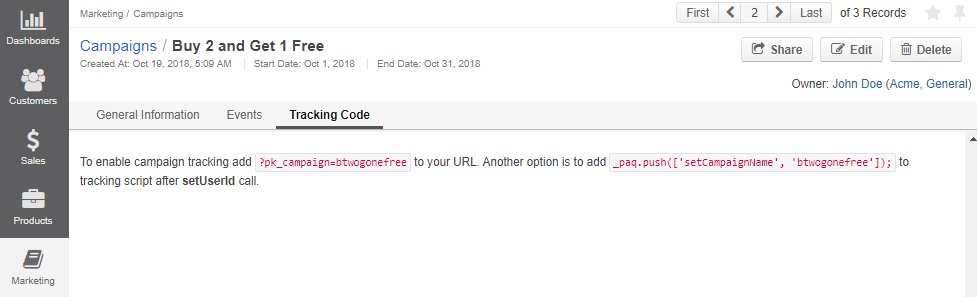 Dashboards
Customers
Sales
Products
Marketing
Marketing / Campaigns
First 2 Last of 3 Records
Campaigns / Buy 2 and Get 1 Free
Created At: Oct 19, 2018, 5:09 AM Start Date: Oct 1, 2018 End Date: Oct 31, 2018
Share Edit Delete
Owner: John Doe (Acme, General)
General Information Events Tracking Code
To enable campaign tracking add ?pk_campaign=btwogonefree to your URL. Another option is to add _paq.push(['setCampaignName', 'btwogonefree']); to
tracking script after setUserId call.